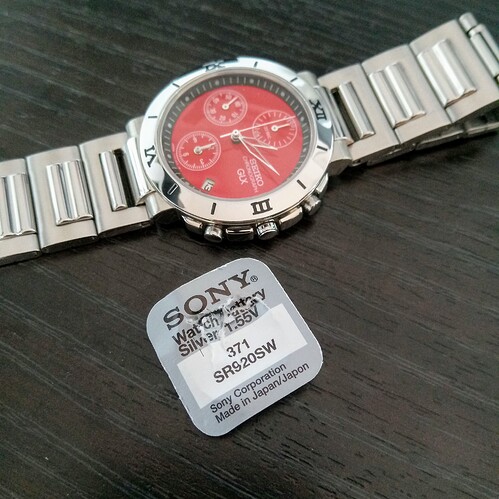 XII
III
VI
IX
SEIKO
CHRONOGRAPH
GLX
SONY®
Watch Battery
Silver 1.55V
371
SR920SW
Sony Corporation
Made in Japan/Japon